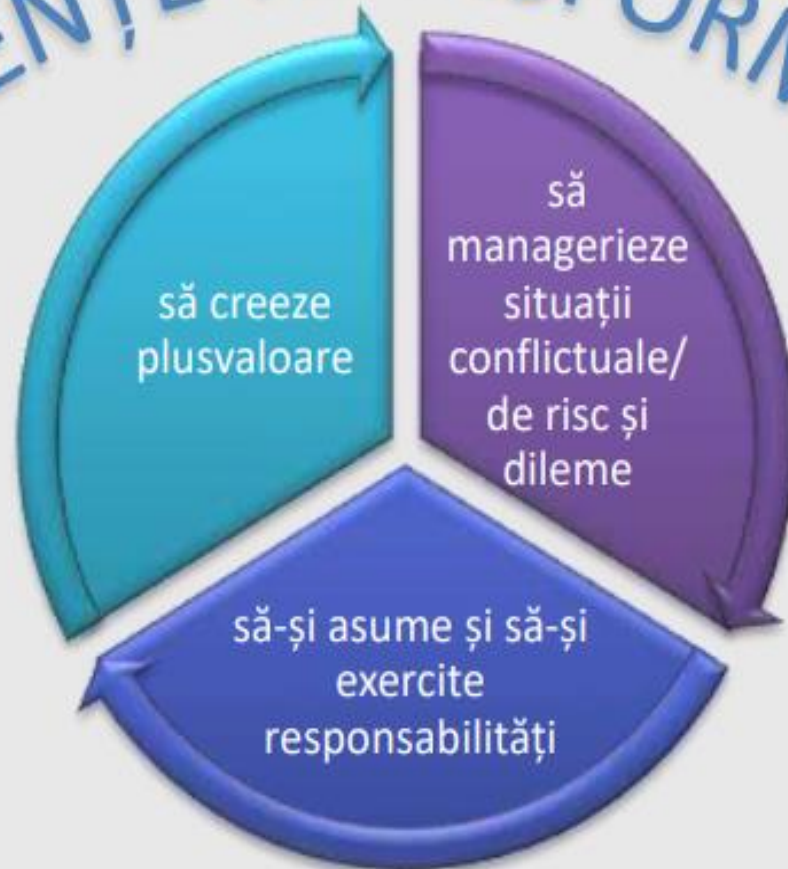 să creeze
plusvaloare
să
managerieze
situații
conflictuale/
de risc și
dileme
să-și asume și să-și
exercite
responsabilități